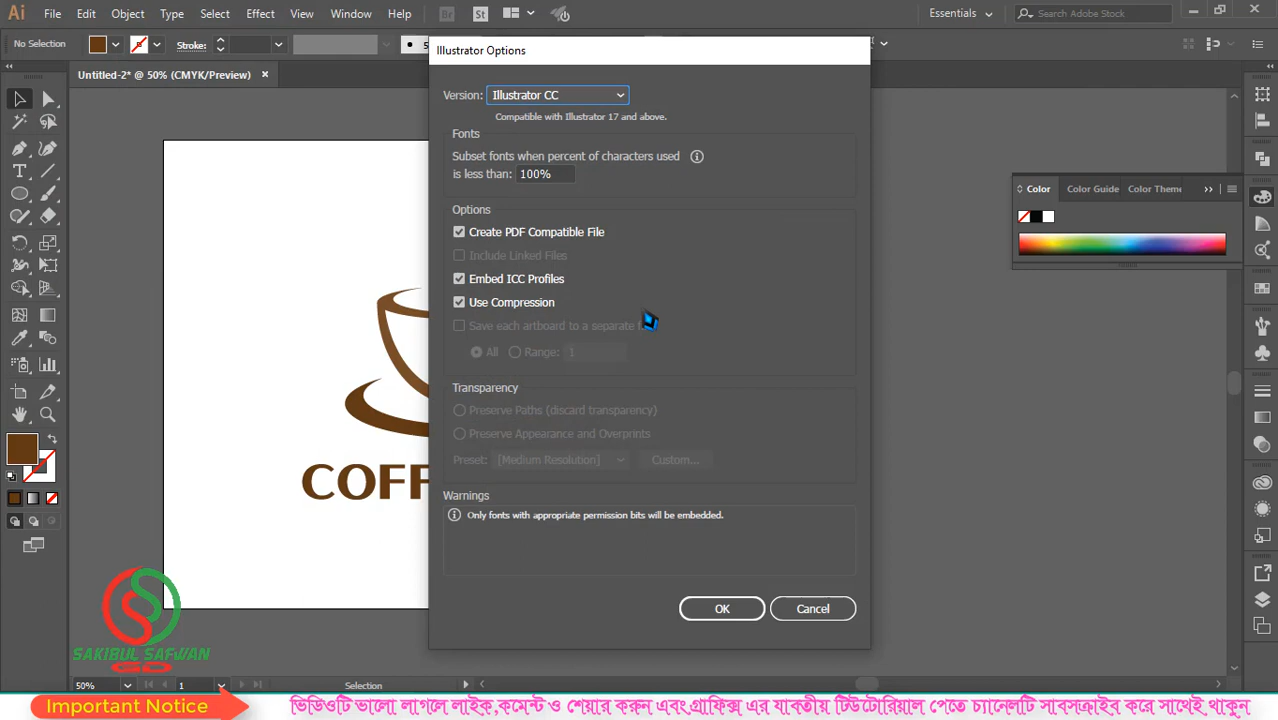 Ai File Edit Object Type Select Effect View Window Help Br St Essentials Search Adobe Stock
No Selection Stroke: 5
Untitled-2* @ 50% (CMYK/Preview) ×
Illustrator Options
Version: Illustrator CC
Compatible with Illustrator 17 and above.
Fonts
Subset fonts when percent of characters used
is less than: 100%
Options
Create PDF Compatible File
Include Linked Files
Embed ICC Profiles
Use Compression
Save each artboard to a separate
All Range: 1
Transparency
Preserve Paths (discard transparency)
Preserve Appearance and Overprints
Preset: [Medium Resolution] Custom...
Warnings
Only fonts with appropriate permission bits will be embedded.
OK Cancel
Color Color Guide Color Theme
COFF
SAKIBUL SAFWAN
GD
50% 1 Selection
Important Notice ভিডিওটি ভালো লাগলে লাইক,কমেন্ট ও শেয়ার করুন এবং গ্রাফিক্স এর যাবতীয় টিউটোরিয়াল পেতে চ্যানেলটি সাবসক্রাইব করে সাথেই থাকুন